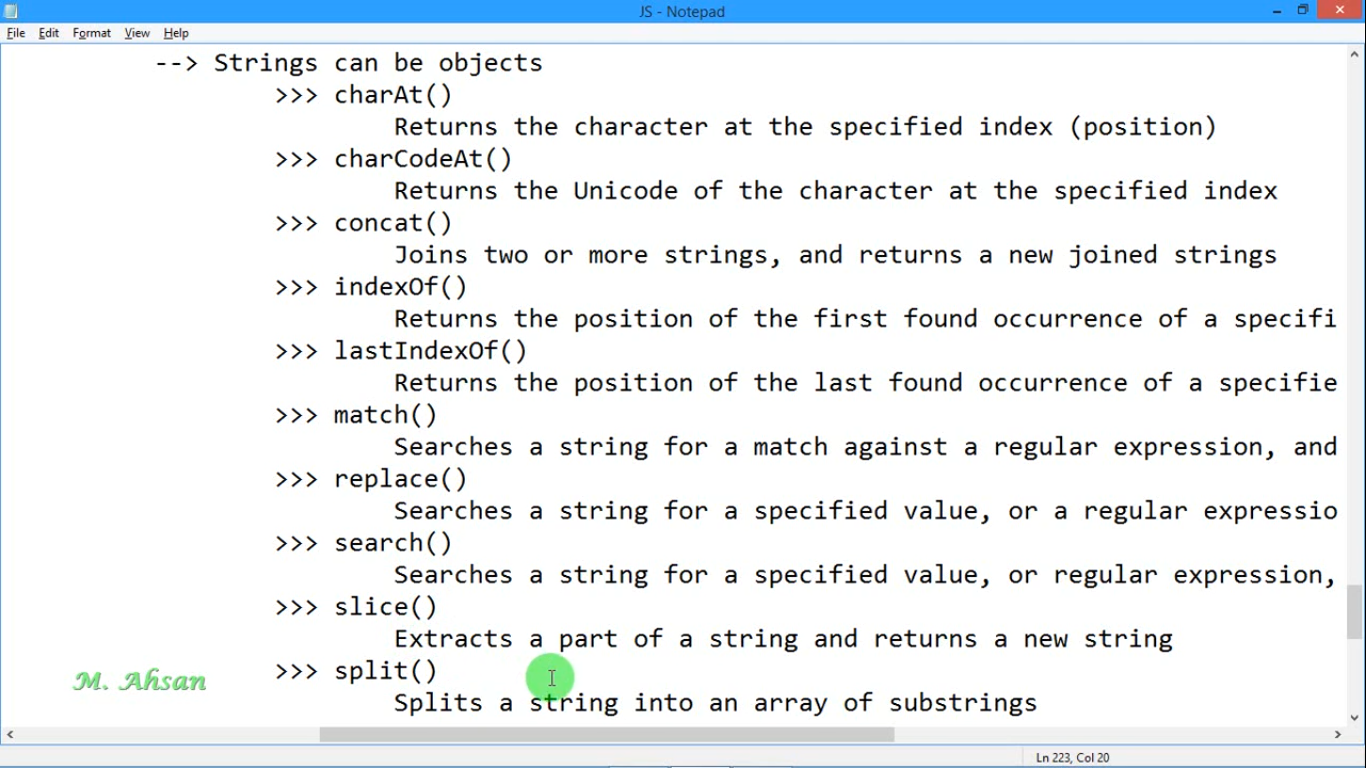 JS - Notepad
File Edit Format View Help
--> Strings can be objects
>>> charAt()
Returns the character at the specified index (position)
>>> charCodeAt()
Returns the Unicode of the character at the specified index
>>> concat()
Joins two or more strings, and returns a new joined strings
>>> indexOf()
Returns the position of the first found occurrence of a specifi
>>> lastIndexOf()
Returns the position of the last found occurrence of a specifie
>>> match()
Searches a string for a match against a regular expression, and
>>> replace()
Searches a string for a specified value, or a regular expressio
>>> search()
Searches a string for a specified value, or regular expression,
>>> slice()
Extracts a part of a string and returns a new string
>>> split()
M. Ahsan
Splits a string into an array of substrings
Ln 223, Col 20